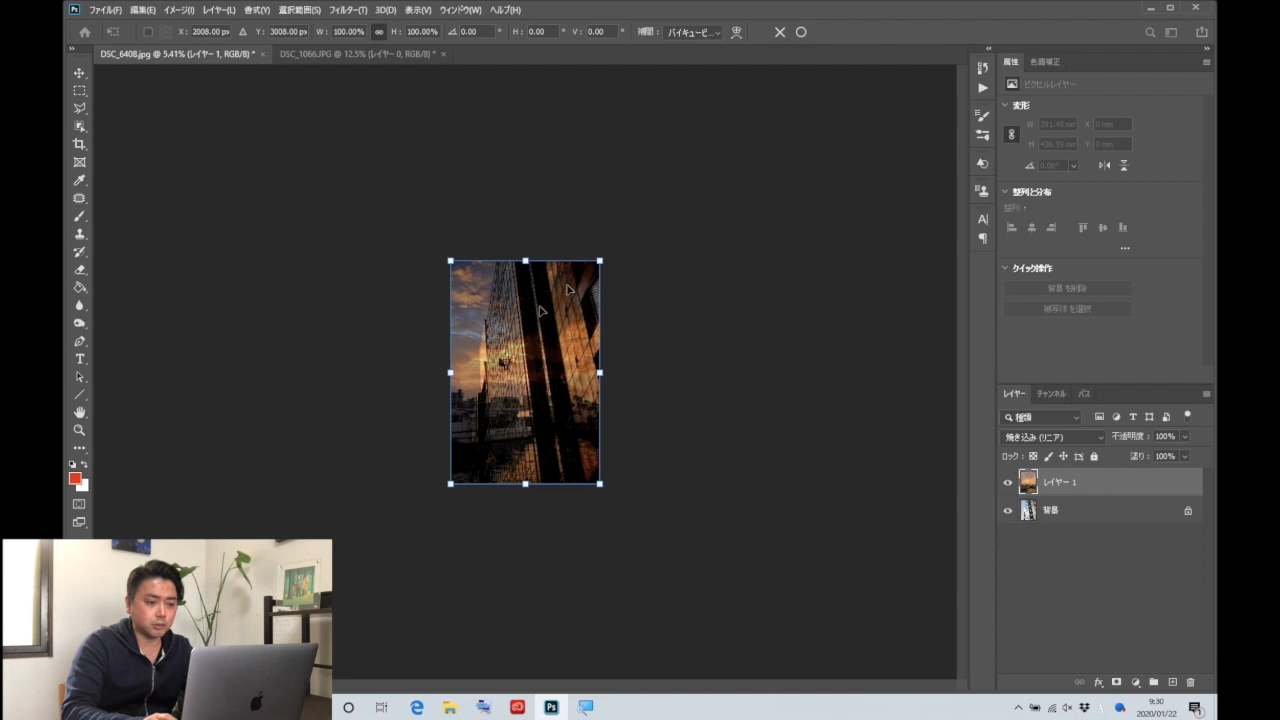 Ps ファイル(F) 編集(E) イメージ(I) レイヤー(L) 書式(Y) 選択範囲(S) フィルター(T) 3D(D) 表示(V) ウィンドウ(W) ヘルプ(H)
X: 2008.00 px Y: 3008.00 px W: 100.00% H: 100.00% 0.00 ° H: 0.00 ° V: 0.00 ° 補間: バイキュービ...
DSC_6408.jpg @ 5.41% (レイヤー 1, RGB/8) * × DSC_1066.JPG @ 12.5% (レイヤー 0, RGB/8) * ×
属性 色調補正
ピクセルレイヤー
変形
W X 0 mm
H Y 0 mm
0.00°
整列と分布
整列:
クイック操作
背景を削除
被写体を選択
レイヤー チャンネル パス
種類
焼き込み (リニア) 不透明度: 100%
ロック: 塗り: 100%
レイヤー 1
背景
T
fx
Ps
9:30
2020/01/22